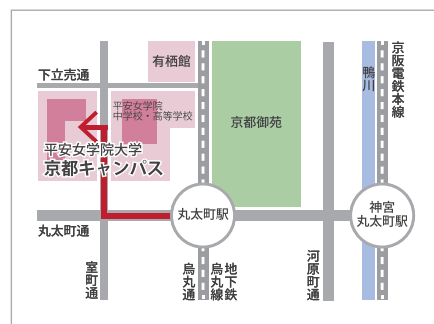 有栖館
下立売通
平安女学院
中学校・高等学校
京都御苑
鴨川
京阪電鉄本線
平安女学院大学
京都キャンパス
丸太町駅
神宮
丸太町駅
丸太町通
室町通
烏丸通
地下鉄
烏丸線
河原町通